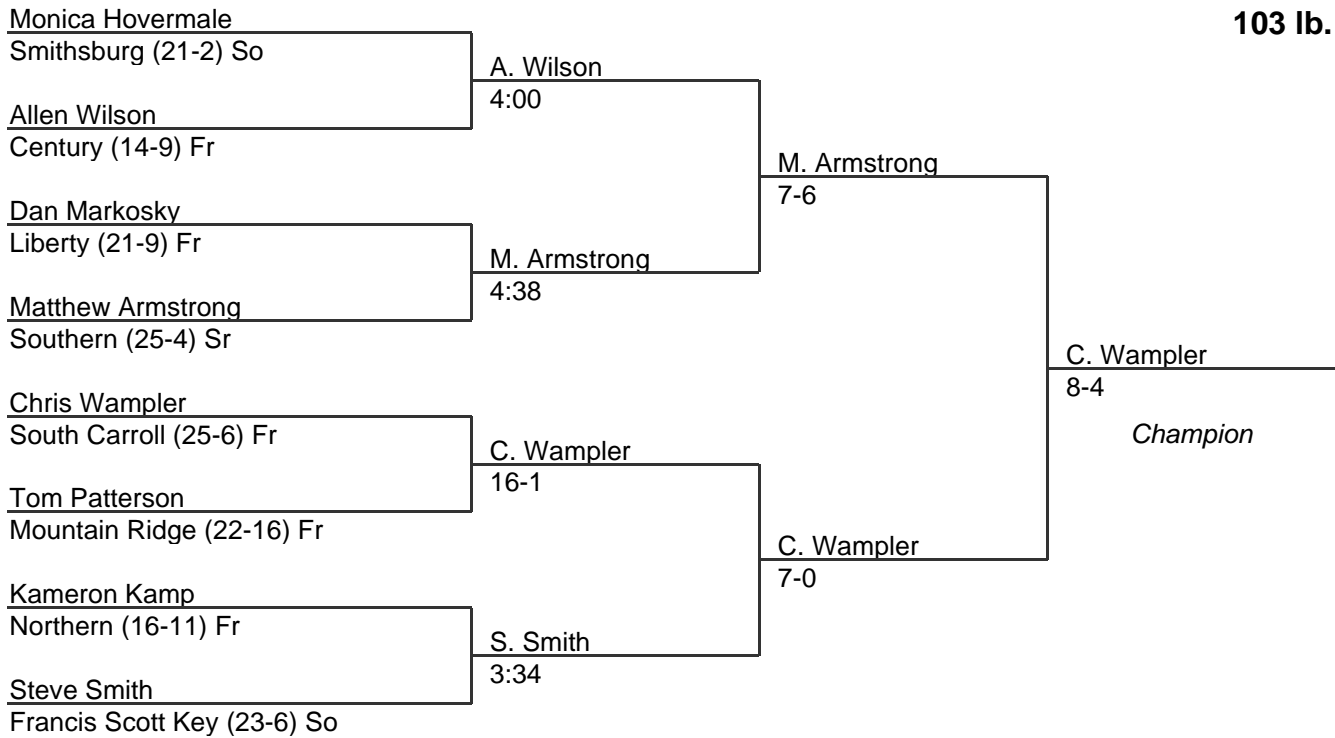 103 lb.
Monica Hovermale
Smithsburg (21-2) So
A. Wilson
4:00
Allen Wilson
Century (14-9) Fr
M. Armstrong
7-6
Dan Markosky
Liberty (21-9) Fr
M. Armstrong
4:38
Matthew Armstrong
Southern (25-4) Sr
C. Wampler
8-4
Champion
Chris Wampler
South Carroll (25-6) Fr
C. Wampler
16-1
Tom Patterson
Mountain Ridge (22-16) Fr
C. Wampler
7-0
Kameron Kamp
Northern (16-11) Fr
S. Smith
3:34
Steve Smith
Francis Scott Key (23-6) So